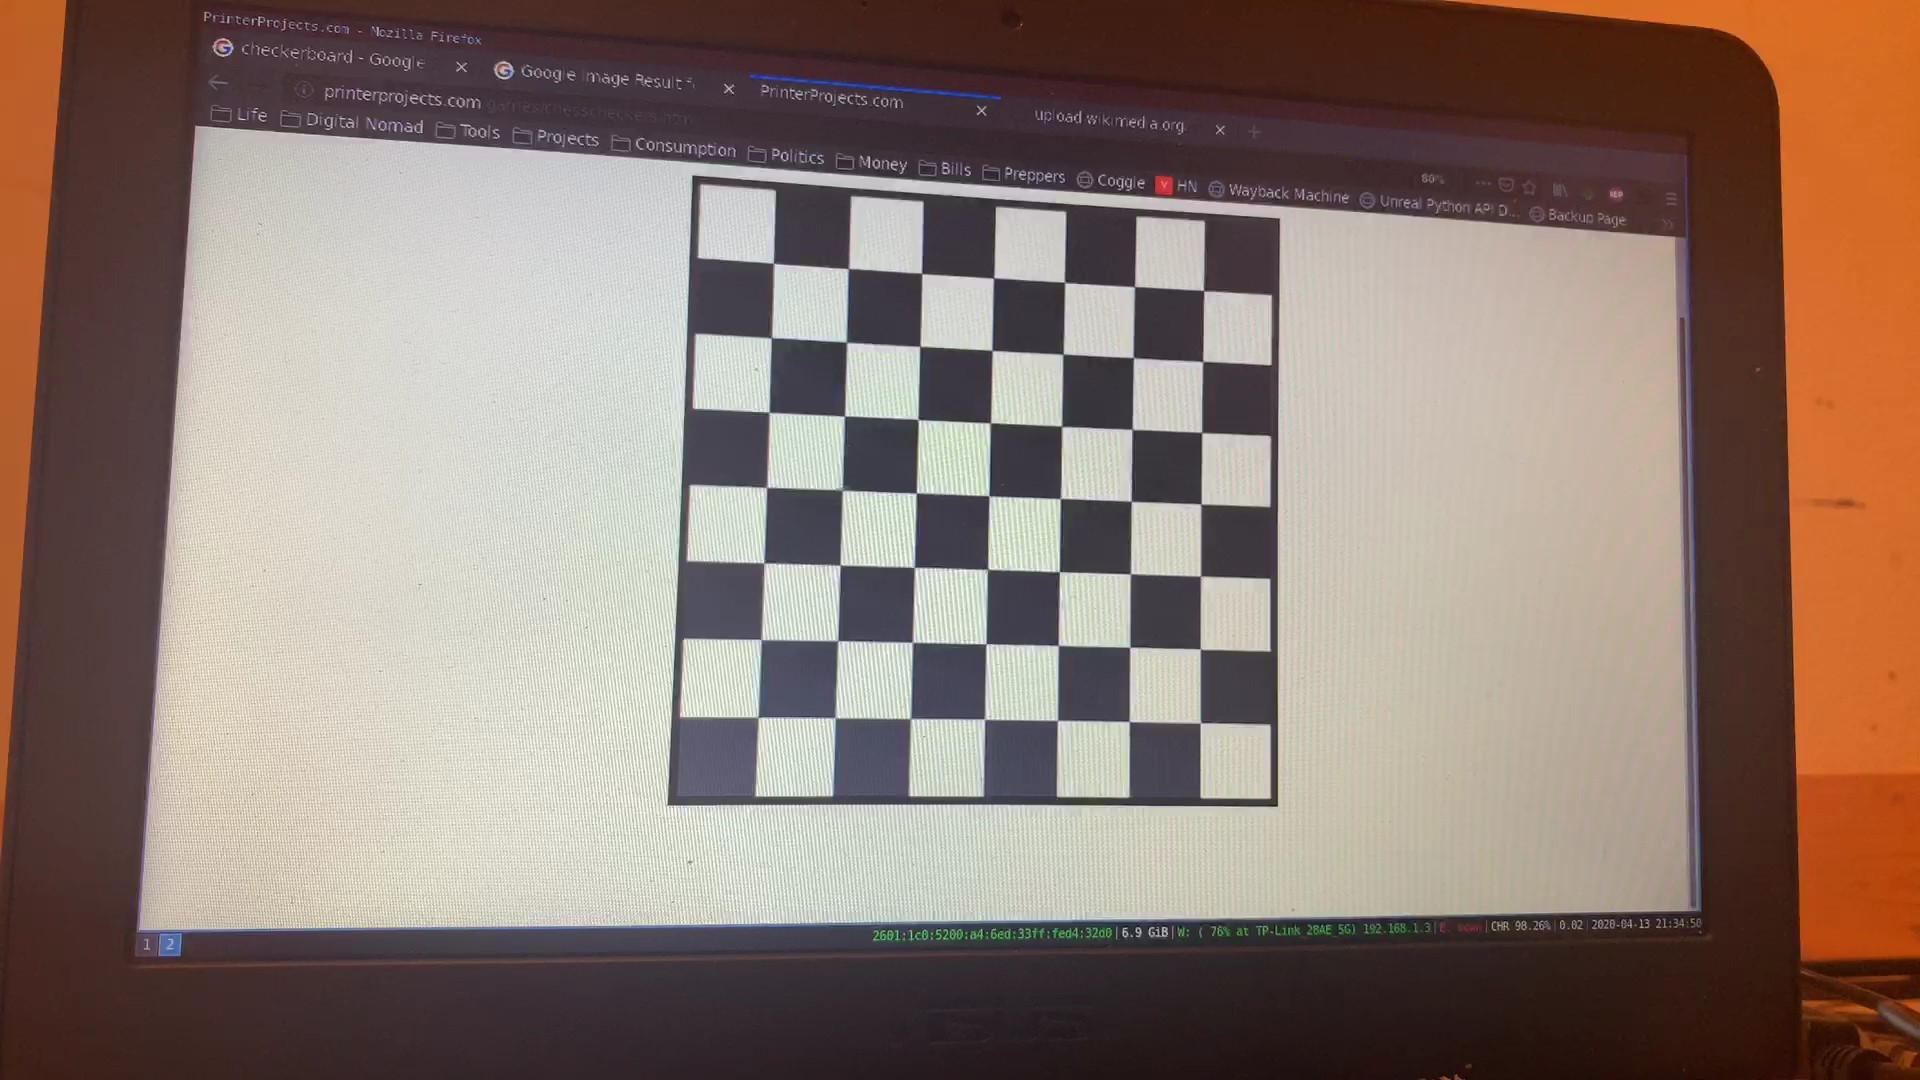 PrinterProjects.com - Mozilla Firefox
checkerboard - Google
Google Image Result f
PrinterProjects.com
upload.wikimedia.org
printerprojects.com/games/chesscheckers.htm
80%
Life
Digital Nomad
Tools
Projects
Consumption
Politics
Money
Bills
Preppers
Coggle
Y HN
Wayback Machine
Unreal Python API D...
Backup Page
1 2
2601:1c0:5200:a4:6ed:33ff:fed4:32d0|6.9 GiB|W: ( 76% at TP-Link_28AE_5G) 192.168.1.3|E: down|CHR 98.26%|0.02|2020-04-13 21:34:50